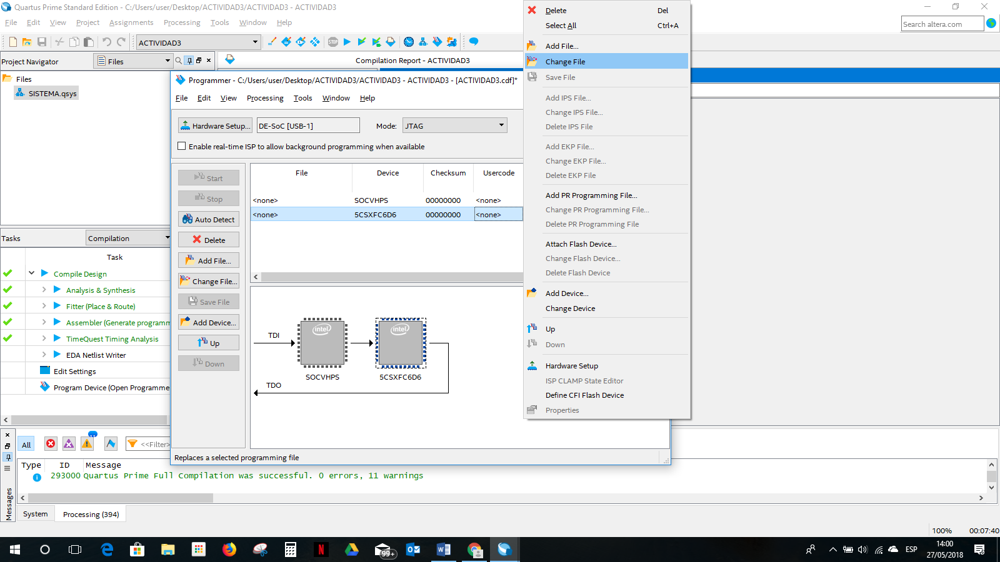 Quartus Prime Standard Edition - C:/Users/user/Desktop/ACTIVIDAD3/ACTIVIDAD3 - ACTIVIDAD3
File Edit View Project Assignments Processing Tools Window Help
Search altera.com
ACTIVIDAD3
STOP
Project Navigator
Files
Compilation Report - ACTIVIDAD3
Files
SISTEMA.qsys
Programmer - C:/Users/user/Desktop/ACTIVIDAD3/ACTIVIDAD3 - ACTIVIDAD3 - [ACTIVIDAD3.cdf]*
File Edit View Processing Tools Window Help
Hardware Setup...
DE-SoC [USB-1]
Mode:
JTAG
Enable real-time ISP to allow background programming when available
Start
Stop
Auto Detect
Delete
Add File...
Change File...
Save File
Add Device...
Up
Down
File Device Checksum Usercode
<none> SOCVHPS 00000000 <none>
<none> 5CSXFC6D6 00000000 <none>
TDI
intel
intel
SOCVHPS
5CSXFC6D6
TDO
Replaces a selected programming file
Delete Del
Select All Ctrl+A
Add File...
Change File
Save File
Add IPS File...
Change IPS File...
Delete IPS File
Add EKP File...
Change EKP File...
Delete EKP File
Add PR Programming File...
Change PR Programming File...
Delete PR Programming File
Attach Flash Device...
Change Flash Device...
Delete Flash Device
Add Device...
Change Device
Up
Down
Hardware Setup
ISP CLAMP State Editor
Define CFI Flash Device
Properties
Tasks
Compilation
Task
Compile Design
Analysis & Synthesis
Fitter (Place & Route)
Assembler (Generate programm
TimeQuest Timing Analysis
EDA Netlist Writer
Edit Settings
Program Device (Open Programme
All
<<Filter>
Type ID Message
293000 Quartus Prime Full Compilation was successful. 0 errors, 11 warnings
Messages
System
Processing (394)
100% 00:07:40
N
99+
ESP
14:00
27/05/2018